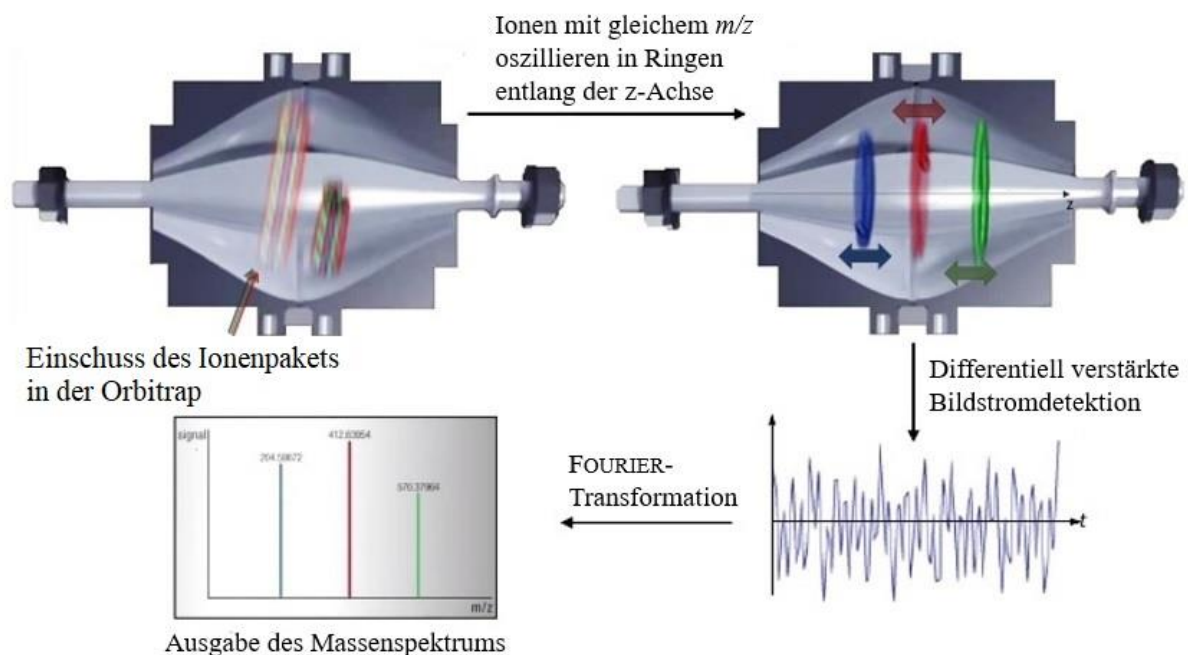 Ionen mit gleichem m/z
oszillieren in Ringen
entlang der z-Achse
z
Einschuss des Ionenpakets
in der Orbitrap
Differentiell verstärkte
Bildstromdetektion
t
FOURIER-
Transformation
signal
412.63954
204.58672
570.37964
m/z
Ausgabe des Massenspektrums